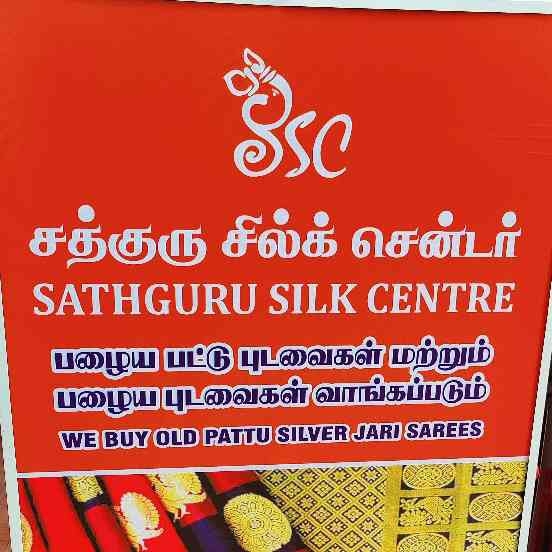 SSC
சத்குரு சில்க் சென்டர்
SATHGURU SILK CENTRE
பழைய பட்டு புடவைகள் மற்றும்
பழைய புடவைகள் வாங்கப்படும்
WE BUY OLD PATTU SILVER JARI SAREES